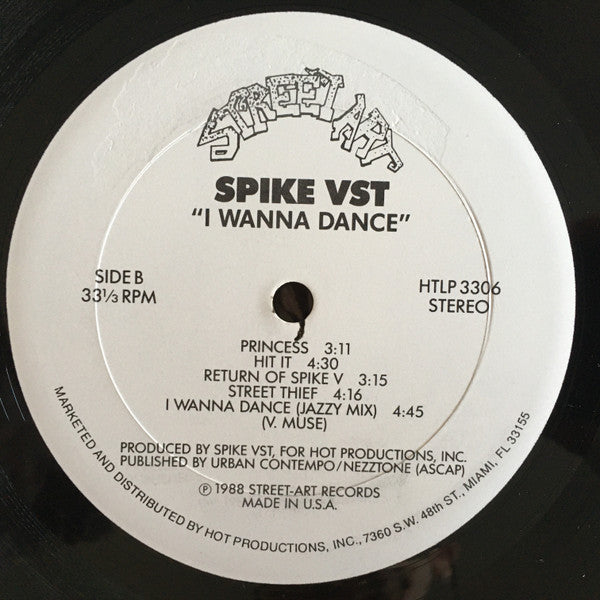 STREET ART
SPIKE VST
"I WANNA DANCE"
SIDE B
33⅓ RPM
HTLP 3306
STEREO
PRINCESS 3:11
HIT IT 4:30
RETURN OF SPIKE V 3:15
STREET THIEF 4:16
I WANNA DANCE (JAZZY MIX) 4:45
(V. MUSE)
PRODUCED BY SPIKE VST, FOR HOT PRODUCTIONS, INC.
PUBLISHED BY URBAN CONTEMPO/NEZZTONE (ASCAP)
℗ 1988 STREET-ART RECORDS
MADE IN U.S.A.
MARKETED AND DISTRIBUTED BY HOT PRODUCTIONS, INC., 7360 S.W. 48th ST., MIAMI, FL 33155